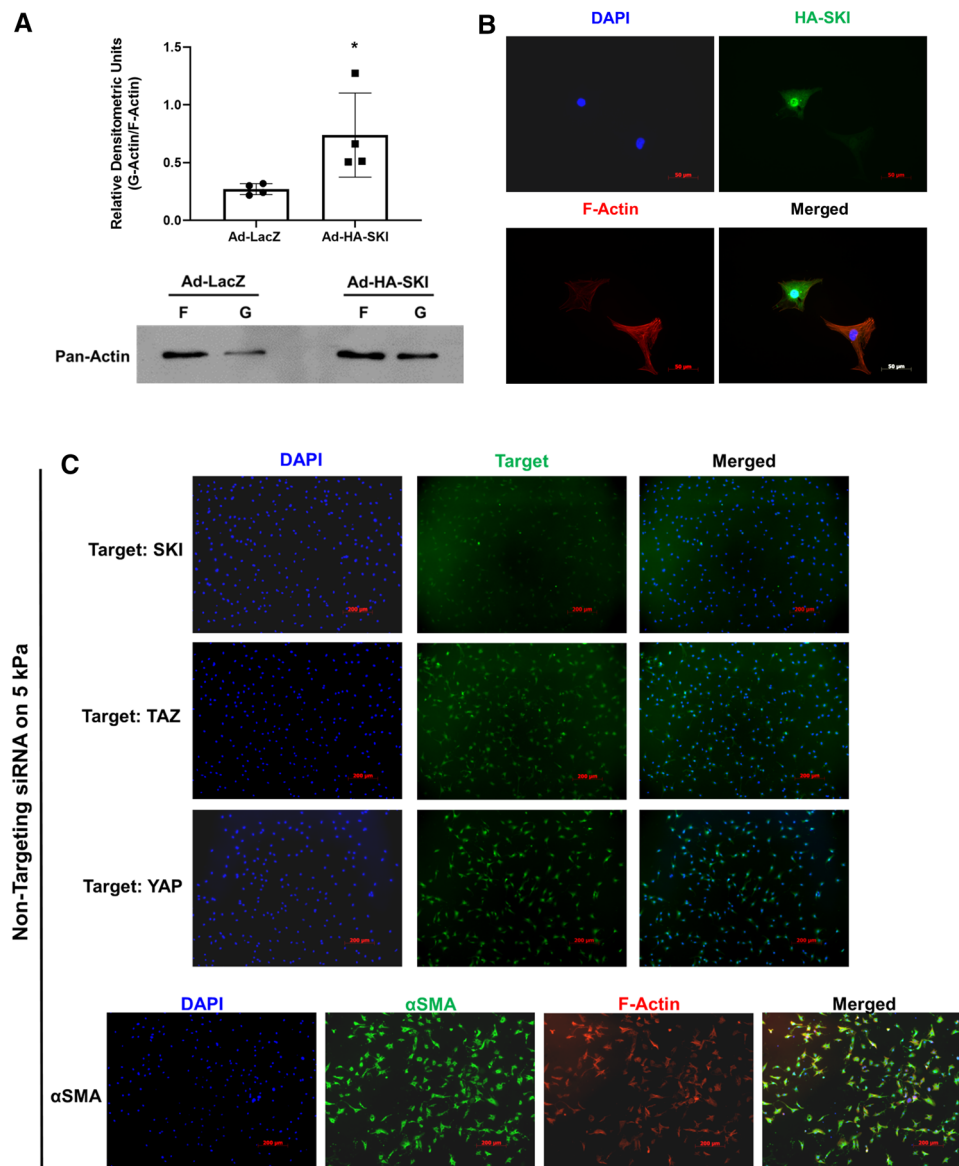 A
Relative Densitometric Units
(G-Actin/F-Actin)
1.5
1.0
0.5
0.0
*
Ad-LacZ
Ad-HA-SKI
Ad-LacZ
Ad-HA-SKI
F
G
F
G
Pan-Actin
B
DAPI
HA-SKI
50 µm
50 µm
F-Actin
Merged
50 µm
50 µm
C
Non-Targeting siRNA on 5 kPa
DAPI
Target
Merged
Target: SKI
200 µm
200 µm
200 µm
Target: TAZ
200 µm
200 µm
200 µm
Target: YAP
200 µm
200 µm
200 µm
DAPI
αSMA
F-Actin
Merged
αSMA
200 µm
200 µm
200 µm
200 µm